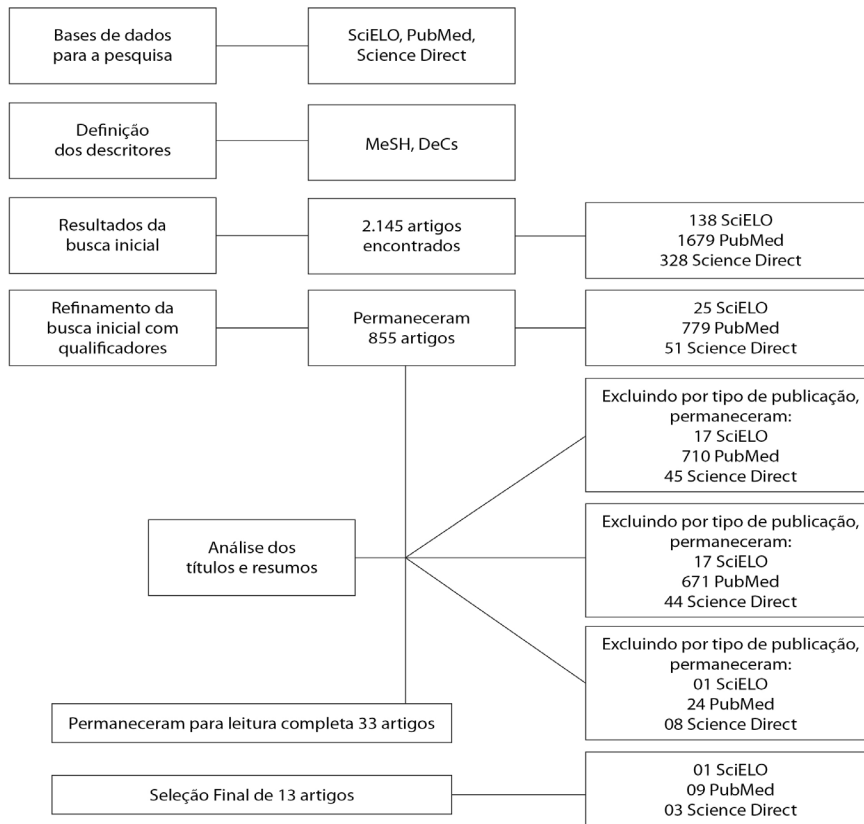 Bases de dados
para a pesquisa
SciELO, PubMed,
Science Direct
Definição
dos descritores
MeSH, DeCs
Resultados da
busca inicial
2.145 artigos
encontrados
138 SciELO
1679 PubMed
328 Science Direct
Refinamento da
busca inicial com
qualificadores
Permaneceram
855 artigos
25 SciELO
779 PubMed
51 Science Direct
Excluindo por tipo de publicação,
permaneceram:
17 SciELO
710 PubMed
45 Science Direct
Análise dos
títulos e resumos
Excluindo por tipo de publicação,
permaneceram:
17 SciELO
671 PubMed
44 Science Direct
Excluindo por tipo de publicação,
permaneceram:
01 SciELO
24 PubMed
08 Science Direct
Permaneceram para leitura completa 33 artigos
Seleção Final de 13 artigos
01 SciELO
09 PubMed
03 Science Direct